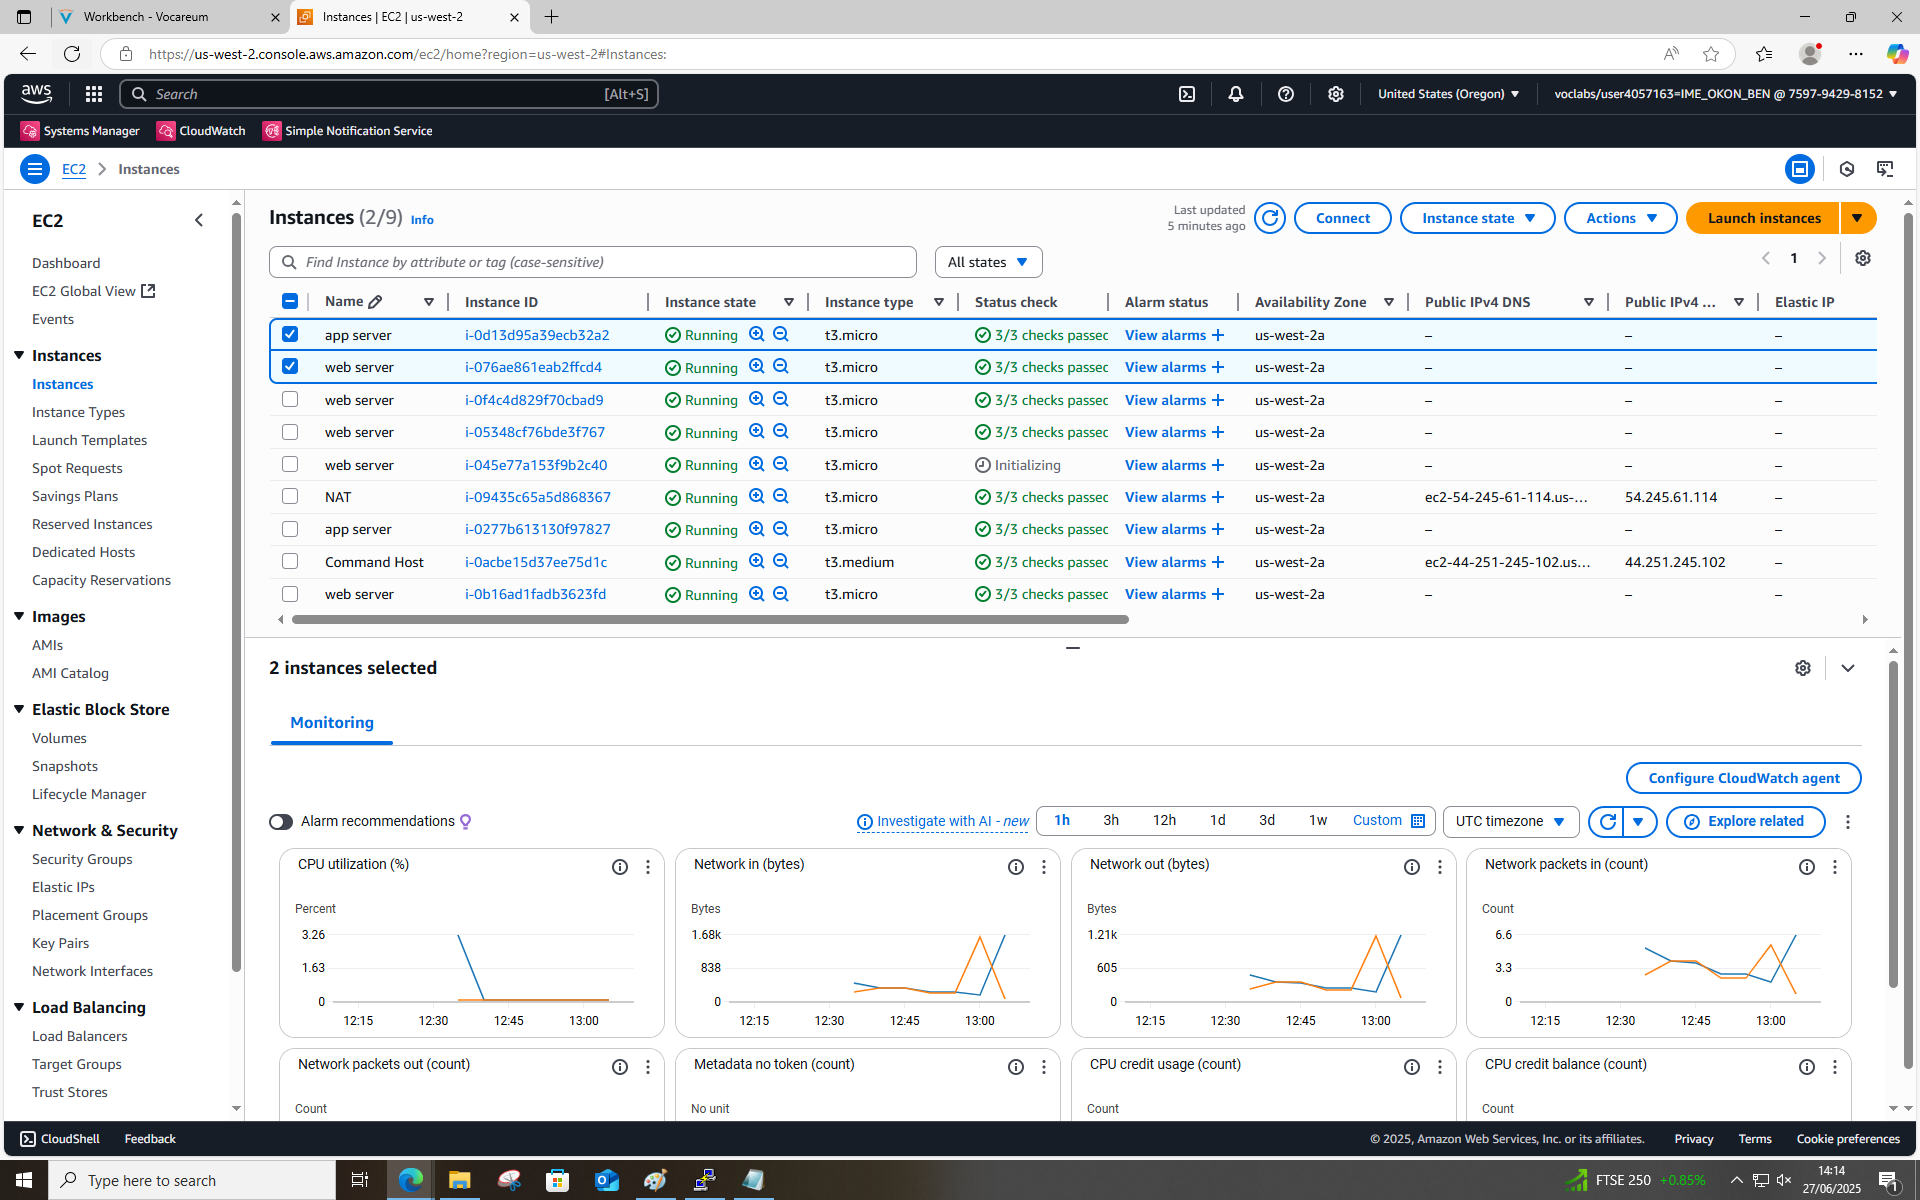 Workbench - Vocareum
Instances | EC2 | us-west-2
https://us-west-2.console.aws.amazon.com/ec2/home?region=us-west-2#Instances:
aws
Search
[Alt+S]
United States (Oregon)
voclabs/user4057163=IME_OKON_BEN @ 7597-9429-8152
Systems Manager
CloudWatch
Simple Notification Service
EC2
Instances
EC2
Dashboard
EC2 Global View
Events
Instances
Instances
Instance Types
Launch Templates
Spot Requests
Savings Plans
Reserved Instances
Dedicated Hosts
Capacity Reservations
Images
AMIs
AMI Catalog
Elastic Block Store
Volumes
Snapshots
Lifecycle Manager
Network & Security
Security Groups
Elastic IPs
Placement Groups
Key Pairs
Network Interfaces
Load Balancing
Load Balancers
Target Groups
Trust Stores
Instances (2/9) Info
Last updated
5 minutes ago
Connect
Instance state
Actions
Launch instances
Find Instance by attribute or tag (case-sensitive)
All states
1
Name Instance ID Instance state Instance type Status check Alarm status Availability Zone Public IPv4 DNS Public IPv4 ... Elastic IP
app server i-0d13d95a39ecb32a2 Running t3.micro 3/3 checks passec View alarms + us-west-2a – – –
web server i-076ae861eab2ffcd4 Running t3.micro 3/3 checks passec View alarms + us-west-2a – – –
web server i-0f4c4d829f70cbad9 Running t3.micro 3/3 checks passec View alarms + us-west-2a – – –
web server i-05348cf76bde3f767 Running t3.micro 3/3 checks passec View alarms + us-west-2a – – –
web server i-045e77a153f9b2c40 Running t3.micro Initializing View alarms + us-west-2a – – –
NAT i-09435c65a5d868367 Running t3.micro 3/3 checks passec View alarms + us-west-2a ec2-54-245-61-114.us-... 54.245.61.114 –
app server i-0277b613130f97827 Running t3.micro 3/3 checks passec View alarms + us-west-2a – – –
Command Host i-0acbe15d37ee75d1c Running t3.medium 3/3 checks passec View alarms + us-west-2a ec2-44-251-245-102.us... 44.251.245.102 –
web server i-0b16ad1fadb3623fd Running t3.micro 3/3 checks passec View alarms + us-west-2a – – –
2 instances selected
Monitoring
Configure CloudWatch agent
Alarm recommendations
Investigate with AI - new
1h 3h 12h 1d 3d 1w Custom
UTC timezone
Explore related
CPU utilization (%)
Percent
3.26
1.63
0
12:15 12:30 12:45 13:00
Network in (bytes)
Bytes
1.68k
838
0
12:15 12:30 12:45 13:00
Network out (bytes)
Bytes
1.21k
605
0
12:15 12:30 12:45 13:00
Network packets in (count)
Count
6.6
3.3
0
12:15 12:30 12:45 13:00
Network packets out (count)
Count
Metadata no token (count)
No unit
CPU credit usage (count)
Count
CPU credit balance (count)
Count
CloudShell
Feedback
© 2025, Amazon Web Services, Inc. or its affiliates.
Privacy
Terms
Cookie preferences
Type here to search
FTSE 250 +0.85%
14:14
27/06/2025
1